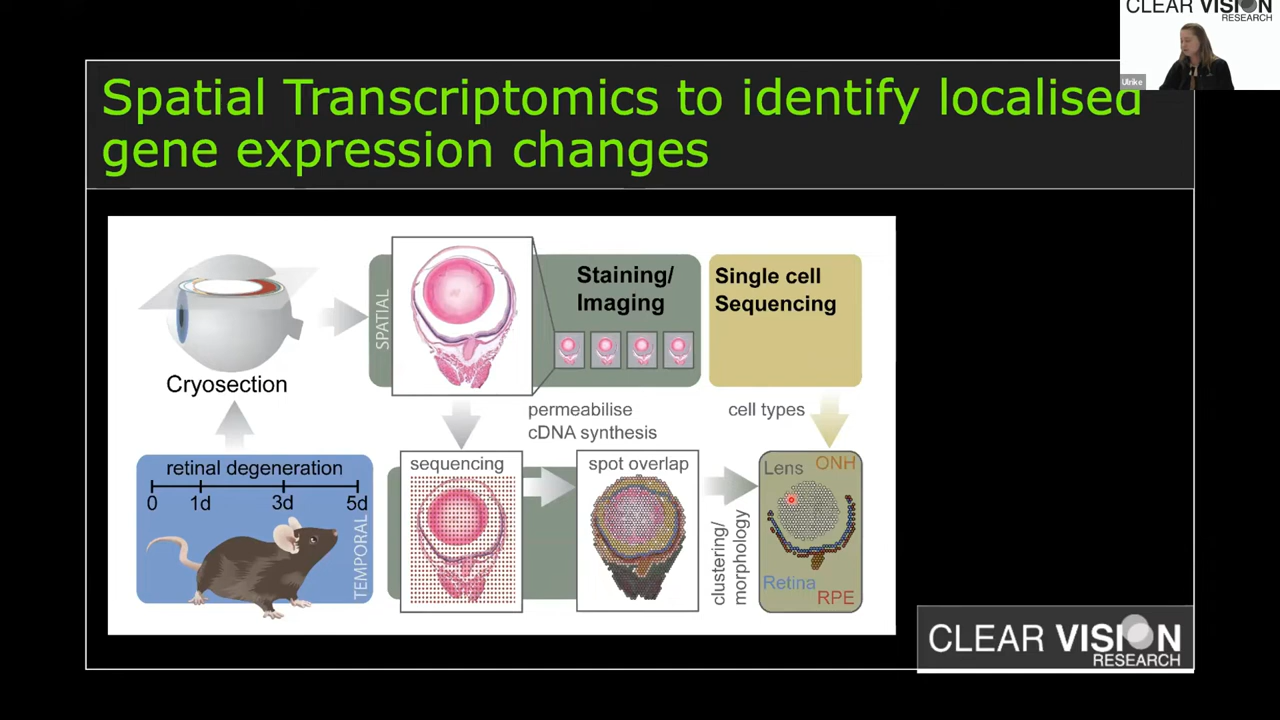 CLEAR VISION
RESEARCH
Ulrike
Spatial Transcriptomics to identify localised
gene expression changes
Cryosection
SPATIAL
Staining/
Imaging
Single cell
Sequencing
permeabilise
cDNA synthesis
cell types
retinal degeneration
0 1d 3d 5d
TEMPORAL
sequencing
spot overlap
clustering/
morphology
Lens
ONH
Retina
RPE
CLEAR VISION
RESEARCH